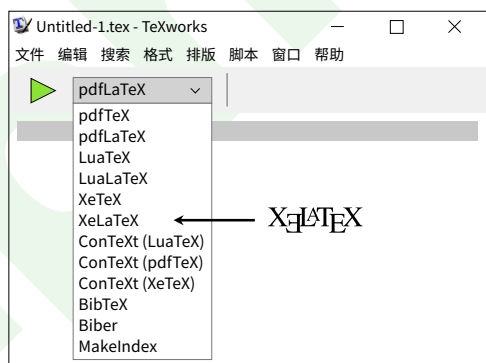 Untitled-1.tex - TeXworks
文件 编辑 搜索 格式 排版 脚本 窗口 帮助
pdfLaTeX
pdfTeX
pdfLaTeX
LuaTeX
LuaLaTeX
XeTeX
XeLaTeX
XƎLATEX
ConTeXt (LuaTeX)
ConTeXt (pdfTeX)
ConTeXt (XeTeX)
BibTeX
Biber
MakeIndex